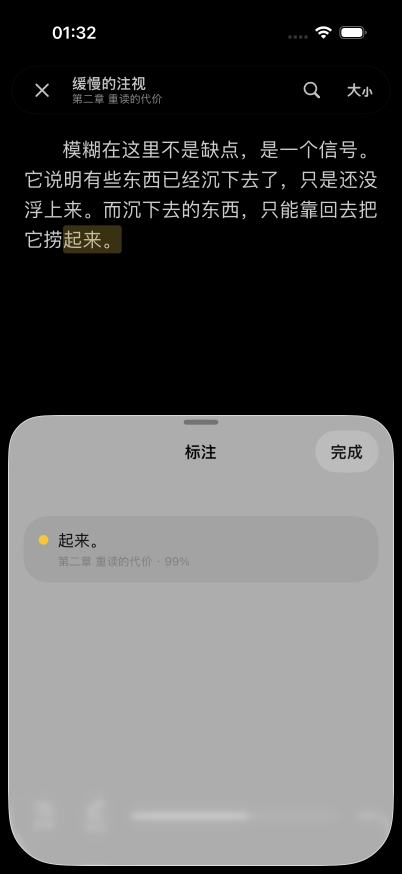 01:32
缓慢的注视
第二章 重读的代价
大小
模糊在这里不是缺点，是一个信号。
它说明有些东西已经沉下去了，只是还没
浮上来。而沉下去的东西，只能靠回去把
它捞起来。
标注
完成
起来。
第二章 重读的代价 · 99%